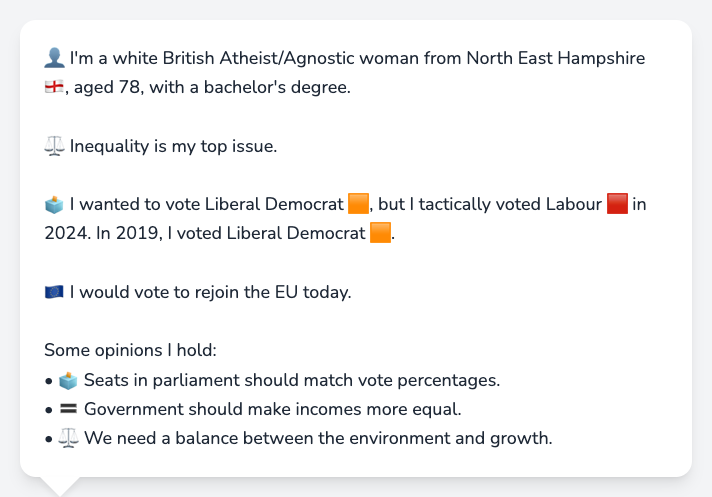 👤 I'm a white British Atheist/Agnostic woman from North East Hampshire
🏴󠁧󠁢󠁥󠁮󠁧󠁿, aged 78, with a bachelor's degree.
⚖️ Inequality is my top issue.
🗳️ I wanted to vote Liberal Democrat 🟧, but I tactically voted Labour 🟥 in
2024. In 2019, I voted Liberal Democrat 🟧.
🇪🇺 I would vote to rejoin the EU today.
Some opinions I hold:
• 🗳️ Seats in parliament should match vote percentages.
• 🟰 Government should make incomes more equal.
• ⚖️ We need a balance between the environment and growth.